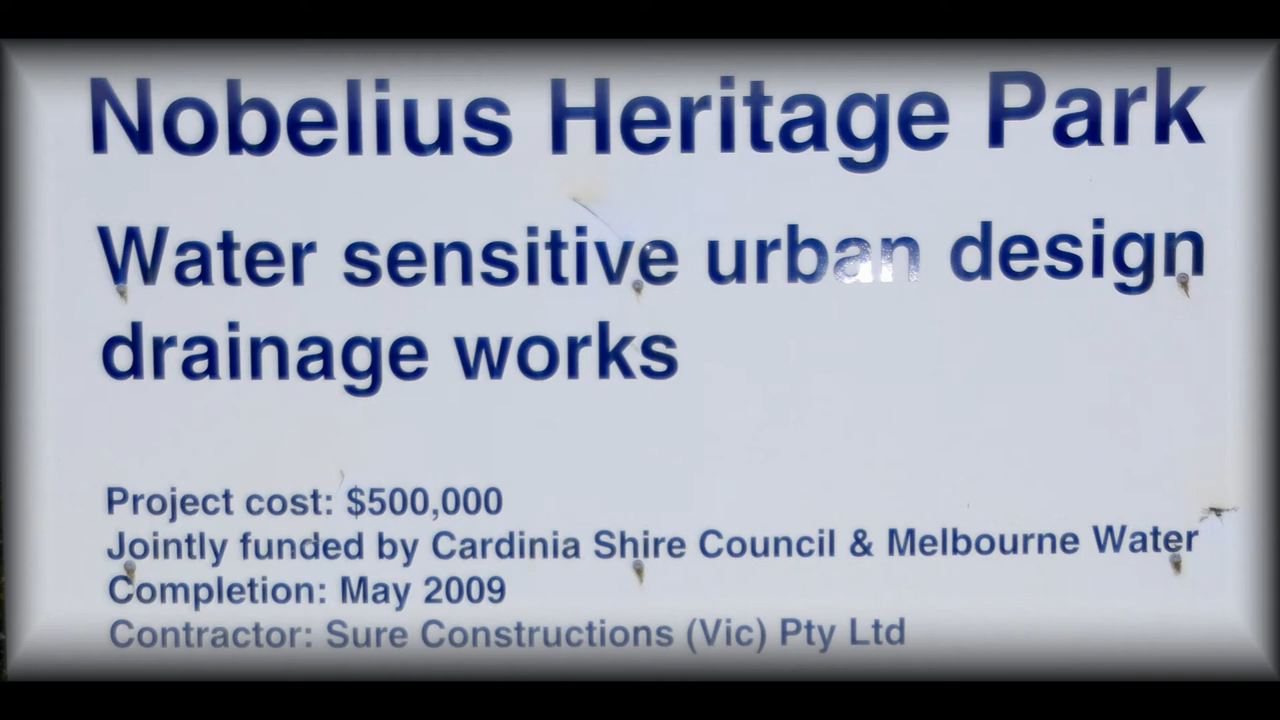 Nobelius Heritage Park
Water sensitive urban design
drainage works
Project cost: $500,000
Jointly funded by Cardinia Shire Council & Melbourne Water
Completion: May 2009
Contractor: Sure Constructions (Vic) Pty Ltd